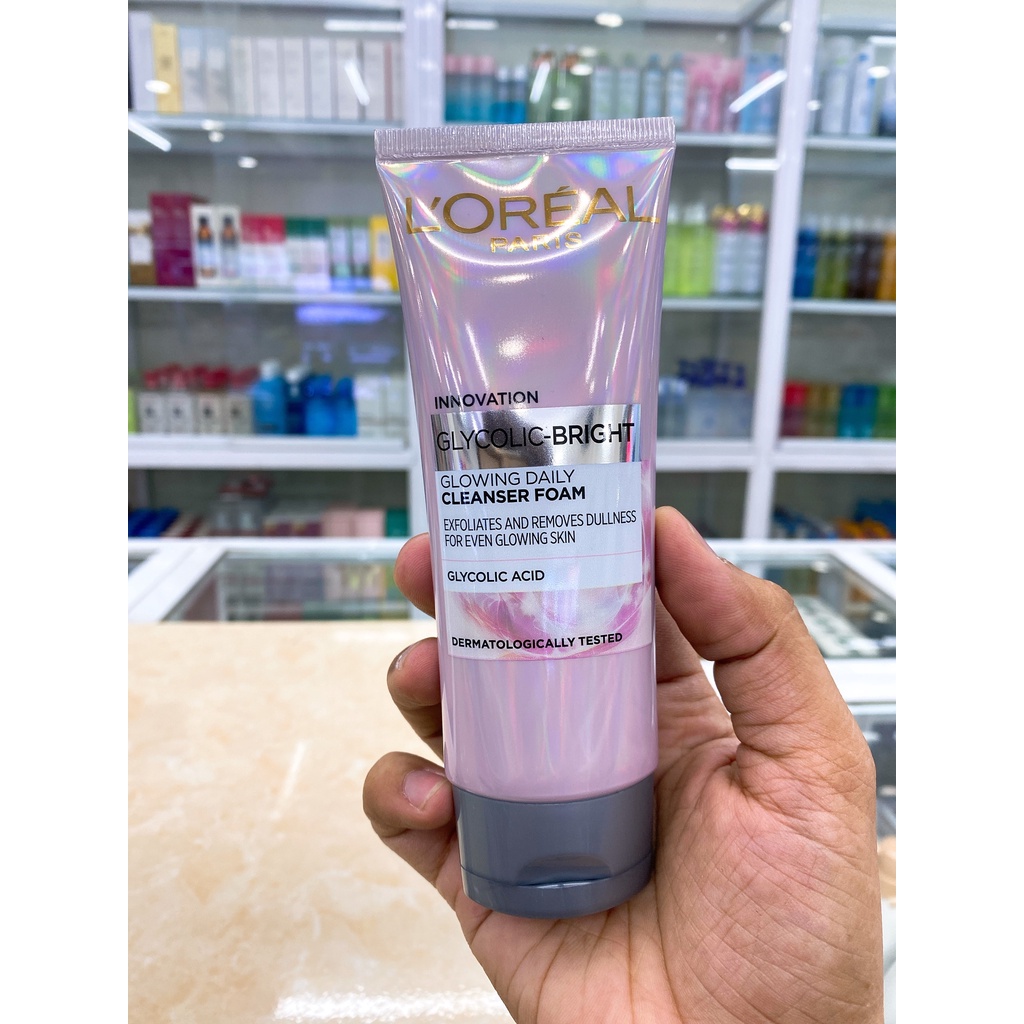 L'ORÉAL
PARIS
INNOVATION
GLYCOLIC-BRIGHT
GLOWING DAILY
CLEANSER FOAM
EXFOLIATES AND REMOVES DULLNESS
FOR EVEN GLOWING SKIN
GLYCOLIC ACID
DERMATOLOGICALLY TESTED